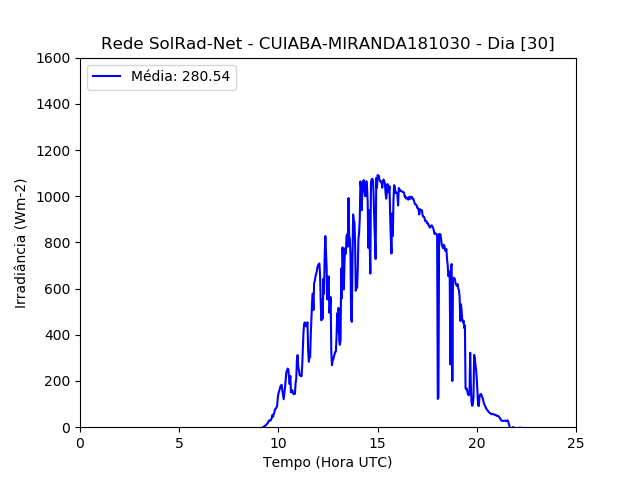 Rede SolRad-Net - CUIABA-MIRANDA181030 - Dia [30]
Média: 280.54
Irradiância (Wm-2)
1600
1400
1200
1000
800
600
400
200
0
0 5 10 15 20 25
Tempo (Hora UTC)